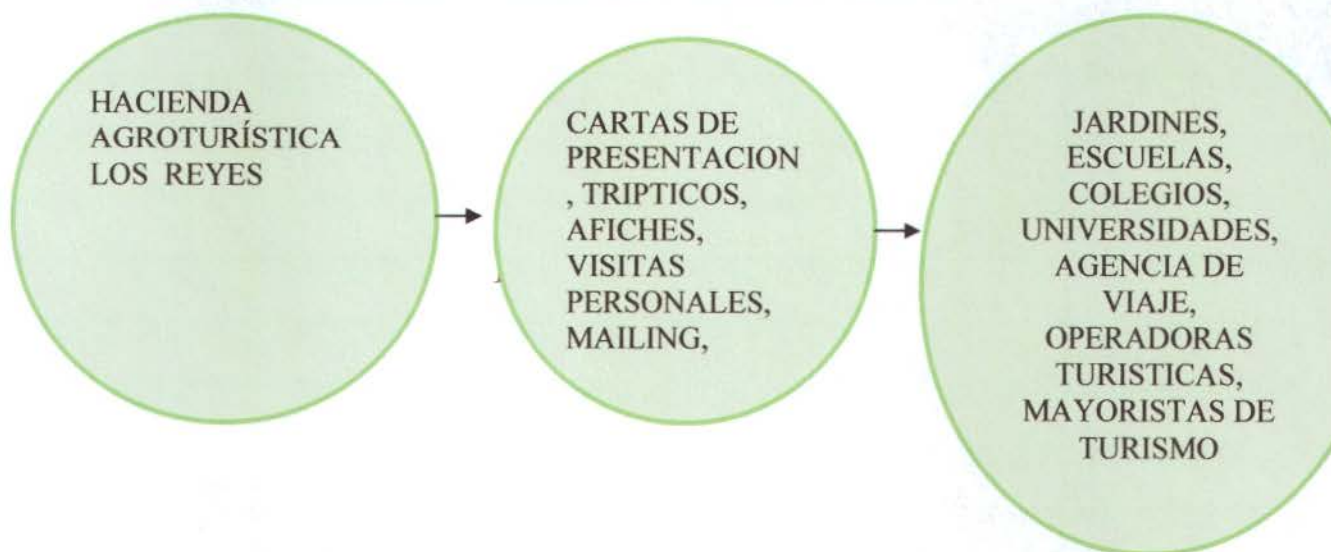 HACIENDA
AGROTURÍSTICA
LOS REYES
CARTAS DE
PRESENTACION
, TRIPTICOS,
AFICHES,
VISITAS
PERSONALES,
MAILING,
JARDINES,
ESCUELAS,
COLEGIOS,
UNIVERSIDADES,
AGENCIA DE
VIAJE,
OPERADORAS
TURISTICAS,
MAYORISTAS DE
TURISMO